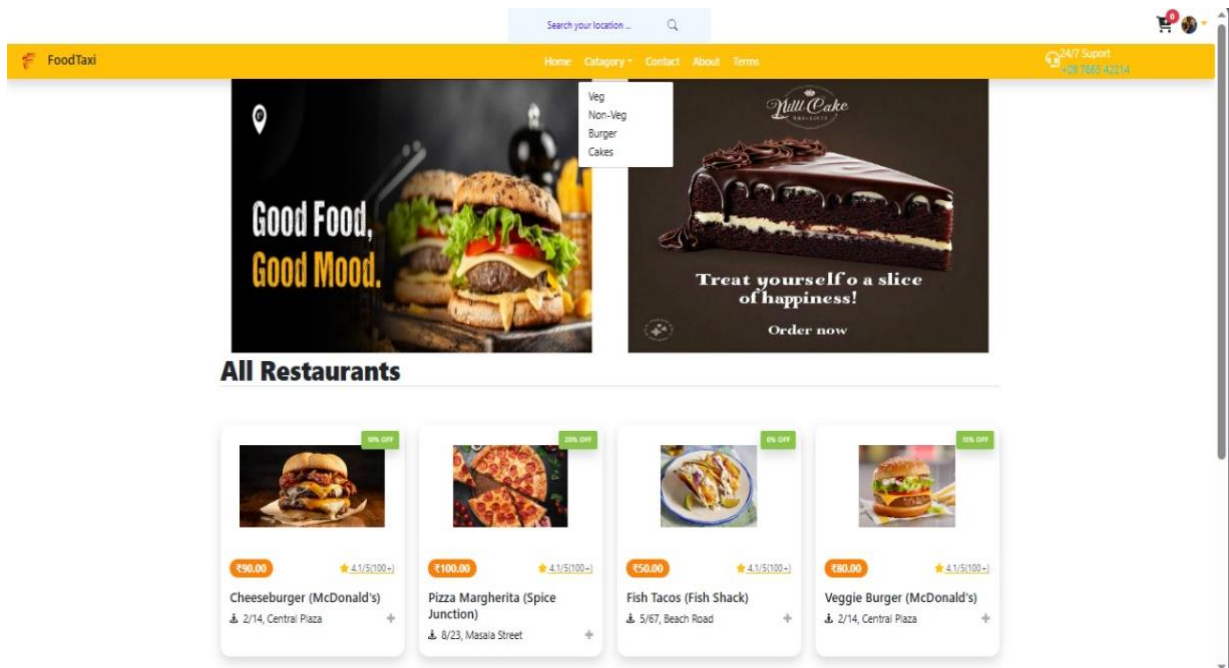 Search your location ...
0
FoodTaxi
Home Catagory Contact About Terms
24/7 Suport
+09 7665 42214
Veg
Non-Veg
Burger
Cakes
Good Food,
Good Mood.
Null Cake
Treat yourself o a slice
of happiness!
Order now
All Restaurants
10% OFF
20% OFF
0% OFF
₹90.00
4.1/5(100+)
₹100.00
4.1/5(100+)
₹50.00
4.1/5(100+)
₹80.00
4.1/5(100+)
Cheeseburger (McDonald's)
2/14, Central Plaza
Pizza Margherita (Spice
Junction)
8/23, Masala Street
Fish Tacos (Fish Shack)
5/67, Beach Road
Veggie Burger (McDonald's)
2/14, Central Plaza